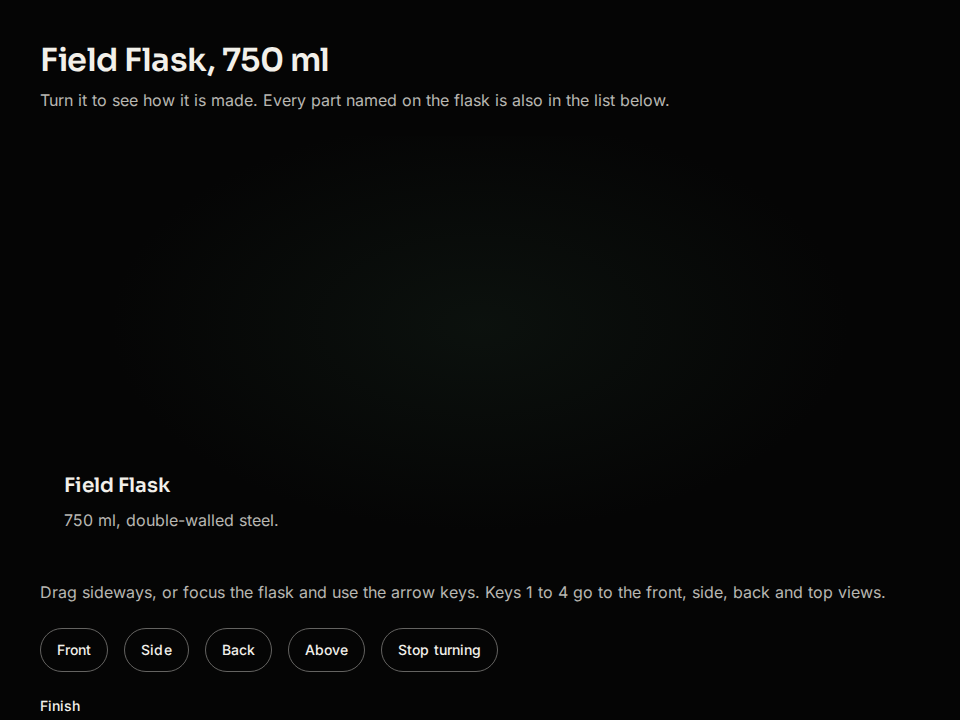 Field Flask, 750 ml
Turn it to see how it is made. Every part named on the flask is also in the list below.
Field Flask
750 ml, double-walled steel.
Drag sideways, or focus the flask and use the arrow keys. Keys 1 to 4 go to the front, side, back and top views.
Front Side Back Above Stop turning
Finish